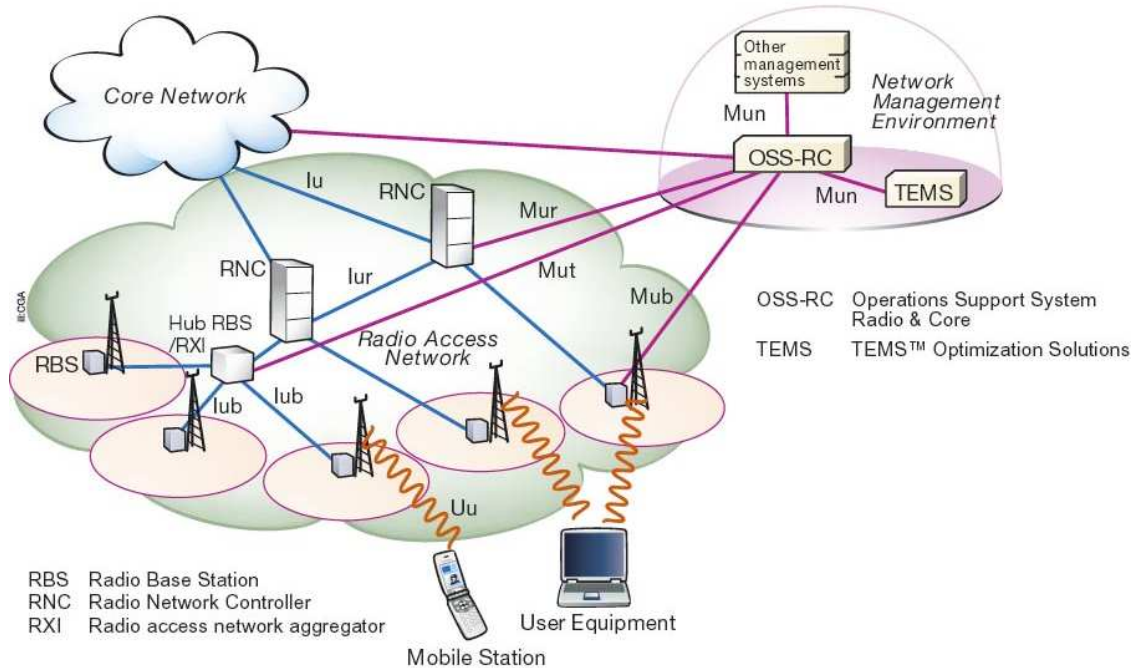 Core Network
Other
management
systems
Network
Management
Environment
Mun
OSS-RC
Mun
TEMS
Iu
RNC
Mur
RNC
Iur
Mut
Mub
Hub RBS
/RXI
Radio Access
Network
RBS
Iub
Iub
Uu
OSS-RC Operations Support System
Radio & Core
TEMS TEMS™ Optimization Solutions
ill:CGA
RBS Radio Base Station
RNC Radio Network Controller
RXI Radio access network aggregator
User Equipment
Mobile Station